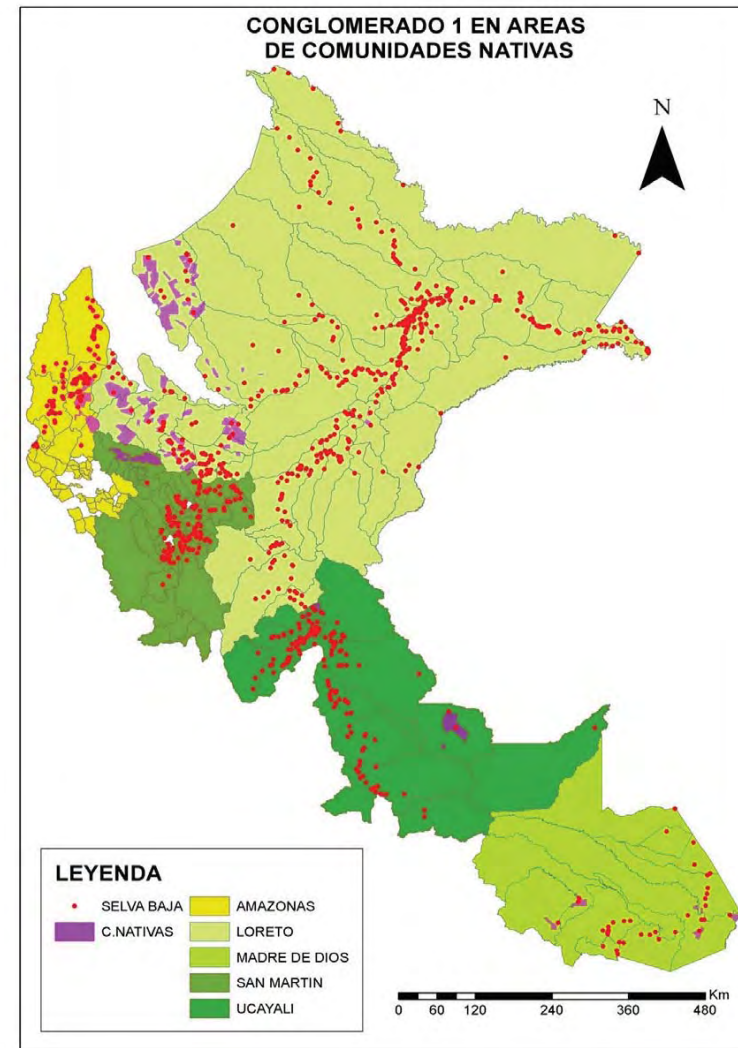 CONGLOMERADO 1 EN AREAS
DE COMUNIDADES NATIVAS
N
LEYENDA
SELVA BAJA
C.NATIVAS
AMAZONAS
LORETO
MADRE DE DIOS
SAN MARTIN
UCAYALI
Km
0 60 120 240 360 480